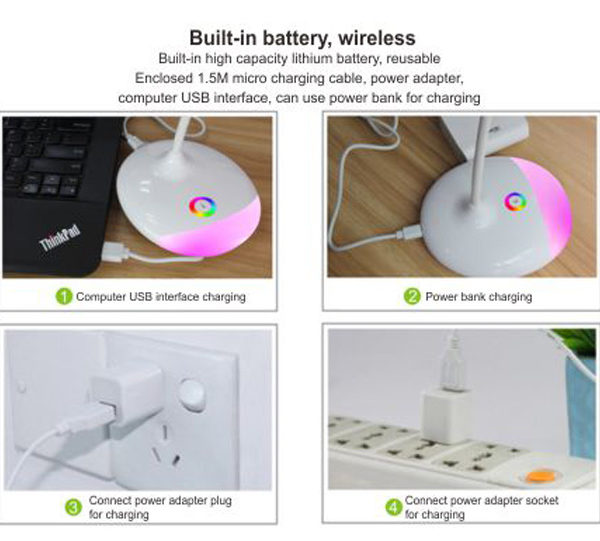 Built-in battery, wireless
Built-in high capacity lithium battery, reusable
Enclosed 1.5M micro charging cable, power adapter,
computer USB interface, can use power bank for charging
ThinkPad
1 Computer USB interface charging
2 Power bank charging
3 Connect power adapter plug
for charging
4 Connect power adapter socket
for charging